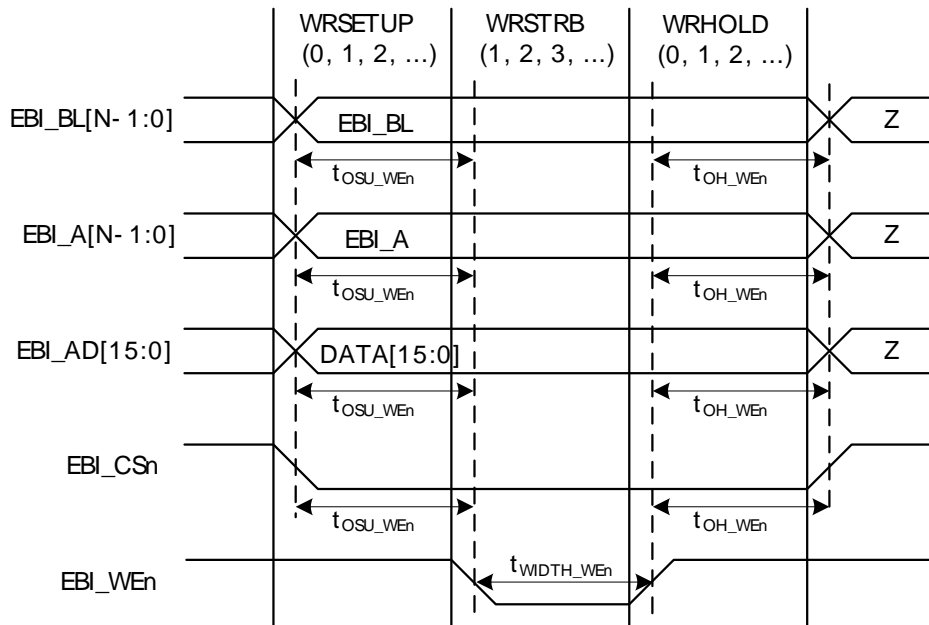 WRSETUP WRSTRB WRHOLD
(0, 1, 2, ...) (1, 2, 3, ...) (0, 1, 2, ...)
EBI_BL[N-1:0] EBI_BL Z
tOSU_WEn tOH_WEn
EBI_A[N-1:0] EBI_A Z
tOSU_WEn tOH_WEn
EBI_AD[15:0] DATA[15:0] Z
tOSU_WEn tOH_WEn
EBI_CSn
tOSU_WEn tOH_WEn
EBI_WEn tWIDTH_WEn